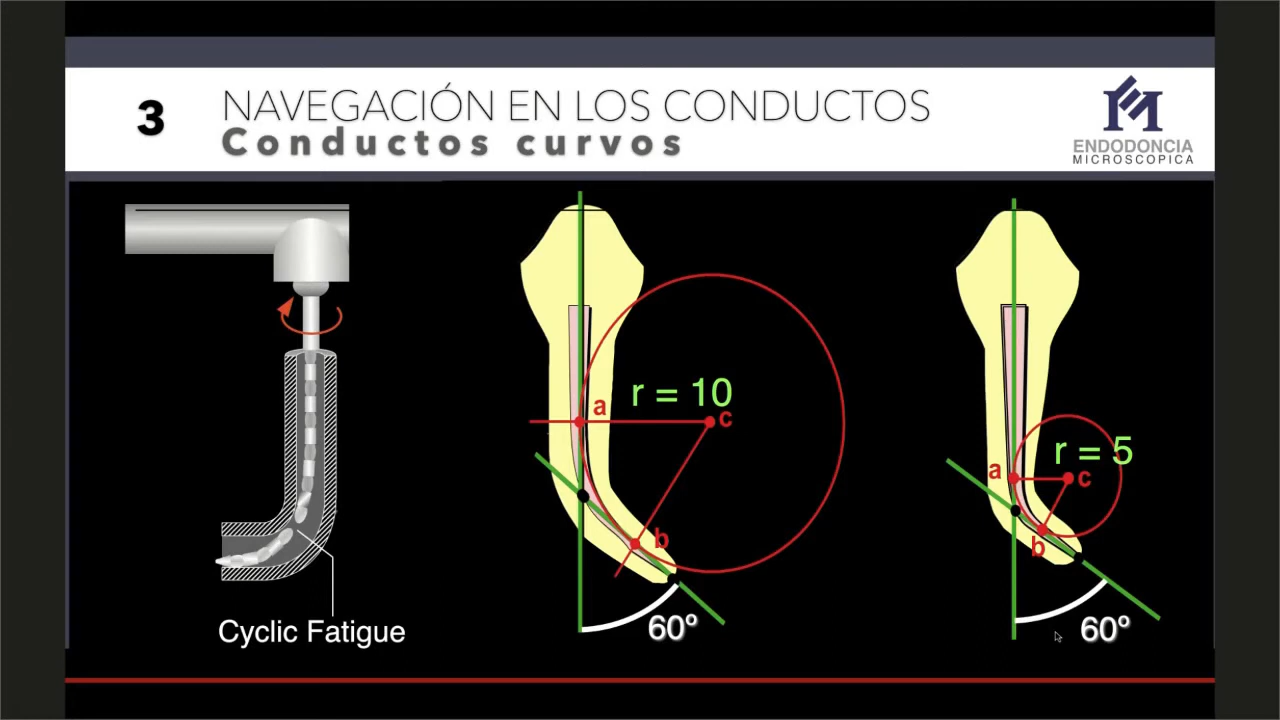 3
NAVEGACIÓN EN LOS CONDUCTOS
Conductos curvos
ENDODONCIA
MICROSCOPICA
r = 10
a
c
b
60º
r = 5
a
c
b
60º
Cyclic Fatigue